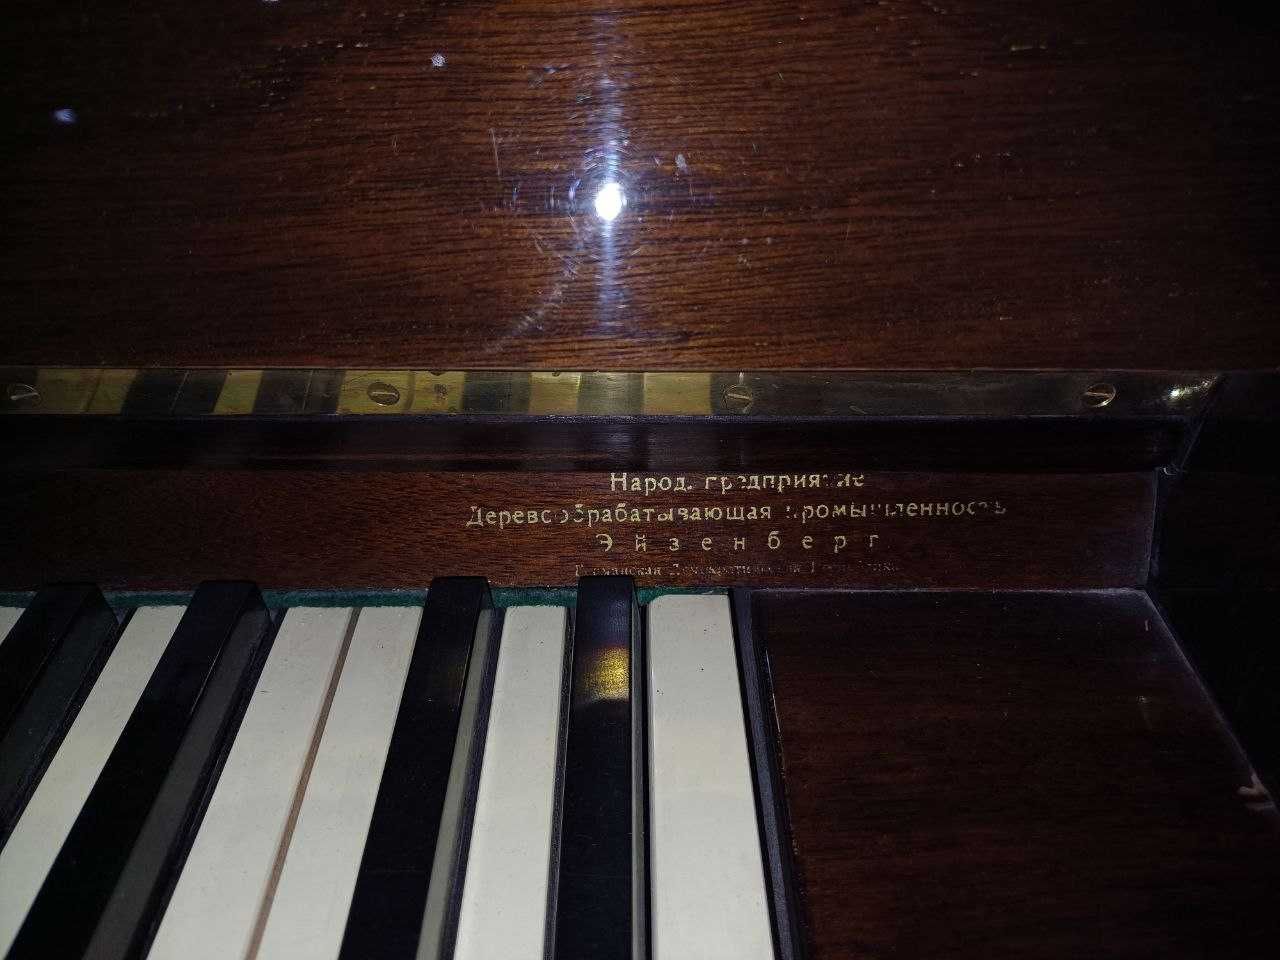 Народ. предприятие
Деревообрабатывающая промышленность
Эйзенберг
Германская Демократическая Республика